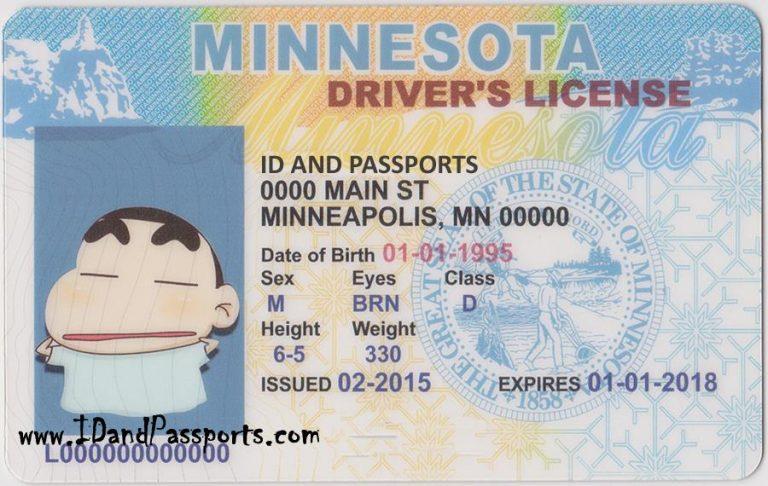 MINNESOTA
DRIVER'S LICENSE
Minnesota
ID AND PASSPORTS
0000 MAIN ST
MINNEAPOLIS, MN 00000
Date of Birth 01-01-1995
Sex Eyes Class
M BRN D
Height Weight
6-5 330
ISSUED 02-2015 EXPIRES 01-01-2018
THE GREAT SEAL OF THE STATE OF MINNESOTA
1858
www.IDandPassports.com
L000000000000